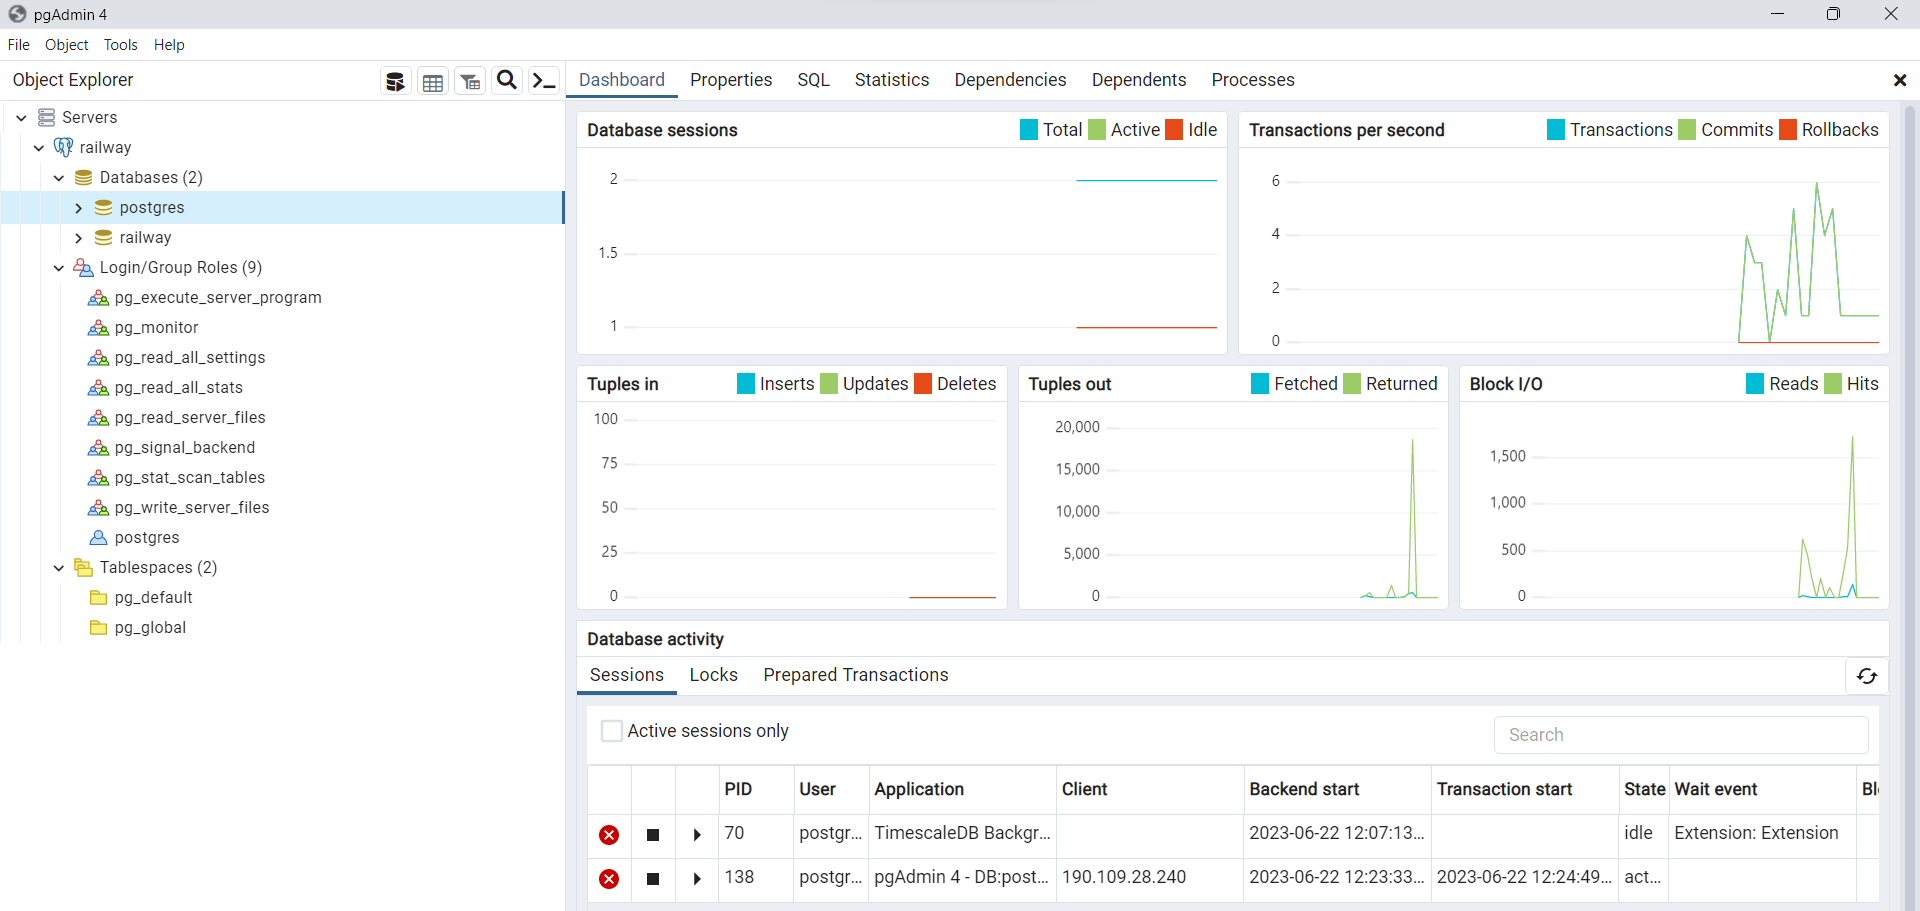 pgAdmin 4
File Object Tools Help
Object Explorer
Servers
railway
Databases (2)
postgres
railway
Login/Group Roles (9)
pg_execute_server_program
pg_monitor
pg_read_all_settings
pg_read_all_stats
pg_read_server_files
pg_signal_backend
pg_stat_scan_tables
pg_write_server_files
postgres
Tablespaces (2)
pg_default
pg_global
Dashboard Properties SQL Statistics Dependencies Dependents Processes
Database sessions Total Active Idle
2
1.5
1
Transactions per second Transactions Commits Rollbacks
6
4
2
0
Tuples in Inserts Updates Deletes
100
75
50
25
0
Tuples out Fetched Returned
20,000
15,000
10,000
5,000
0
Block I/O Reads Hits
1,500
1,000
500
0
Database activity
Sessions Locks Prepared Transactions
Active sessions only
Search
PID User Application Client Backend start Transaction start State Wait event Bl
70 postgr... TimescaleDB Backgr... 2023-06-22 12:07:13... idle Extension: Extension
138 postgr... pgAdmin 4 - DB:post... 190.109.28.240 2023-06-22 12:23:33... 2023-06-22 12:24:49... act...